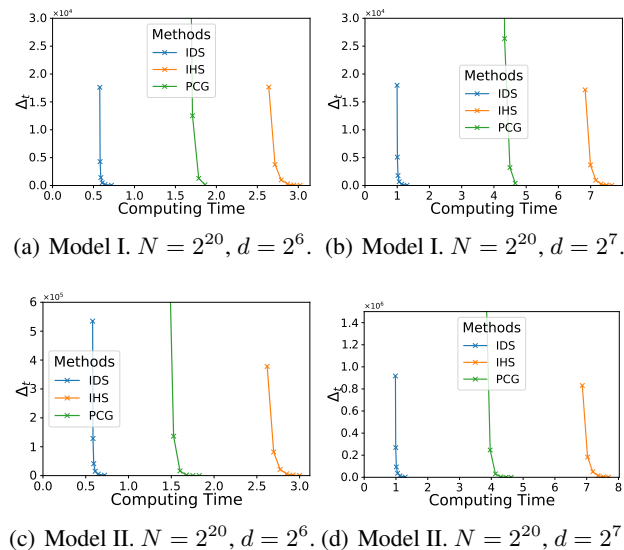 ×10⁴
3.0
2.5
2.0
1.5
1.0
0.5
0.0
Δt
Methods
IDS
IHS
PCG
0.0 0.5 1.0 1.5 2.0 2.5 3.0
Computing Time
×10⁴
3.0
2.5
2.0
1.5
1.0
0.5
0.0
Δt
Methods
IDS
IHS
PCG
0 1 2 3 4 5 6 7
Computing Time
(a) Model I. N = 2²⁰, d = 2⁶. (b) Model I. N = 2²⁰, d = 2⁷.
×10⁵
6
5
4
3
2
1
0
Δt
Methods
IDS
IHS
PCG
0.0 0.5 1.0 1.5 2.0 2.5 3.0
Computing Time
×10⁶
1.4
1.2
1.0
0.8
0.6
0.4
0.2
0.0
Δt
Methods
IDS
IHS
PCG
0 1 2 3 4 5 6 7 8
Computing Time
(c) Model II. N = 2²⁰, d = 2⁶. (d) Model II. N = 2²⁰, d = 2⁷